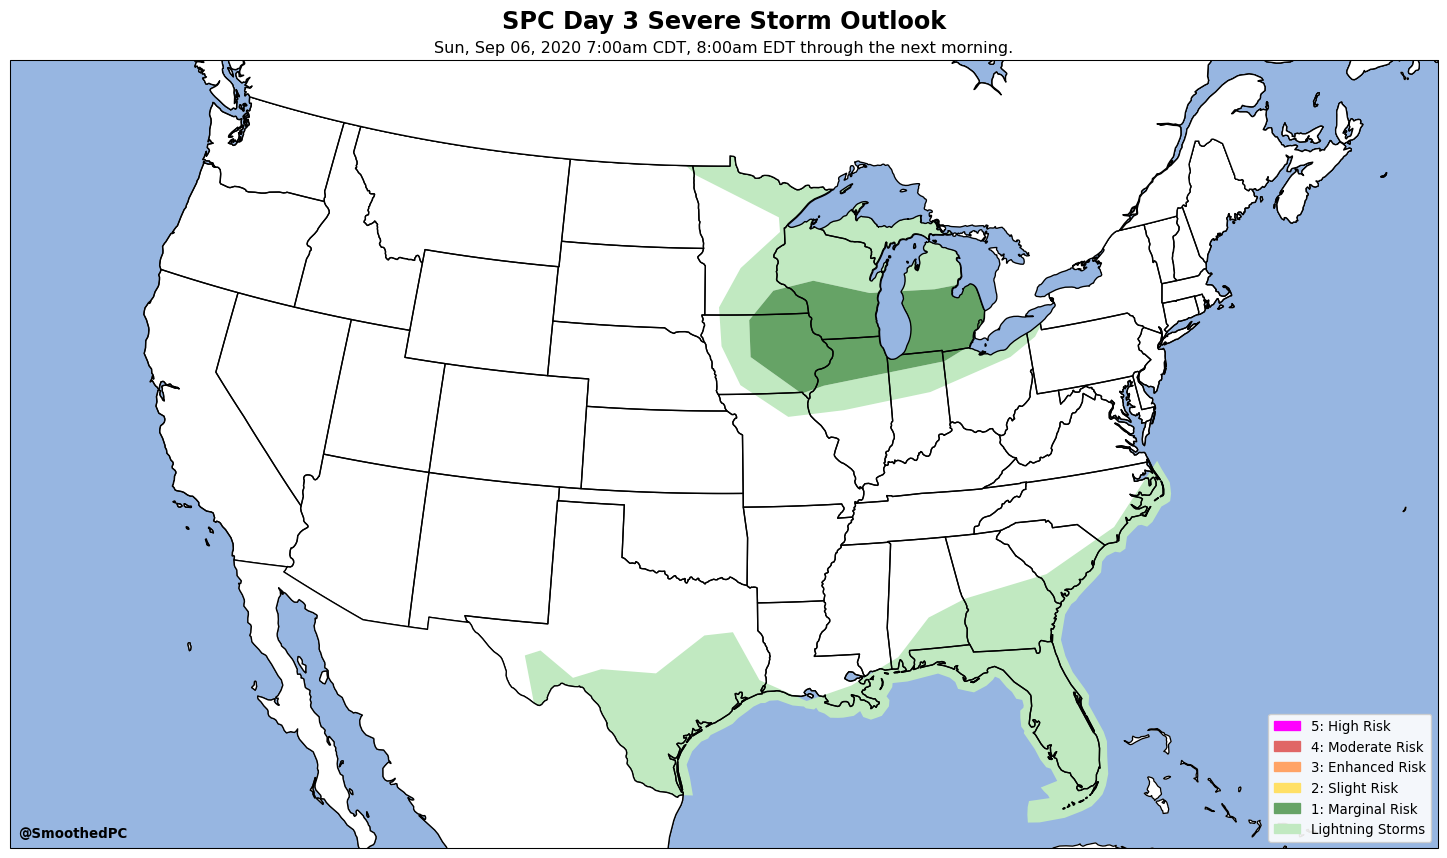 SPC Day 3 Severe Storm Outlook
Sun, Sep 06, 2020 7:00am CDT, 8:00am EDT through the next morning.
5: High Risk
4: Moderate Risk
3: Enhanced Risk
2: Slight Risk
1: Marginal Risk
Lightning Storms
@SmoothedPC